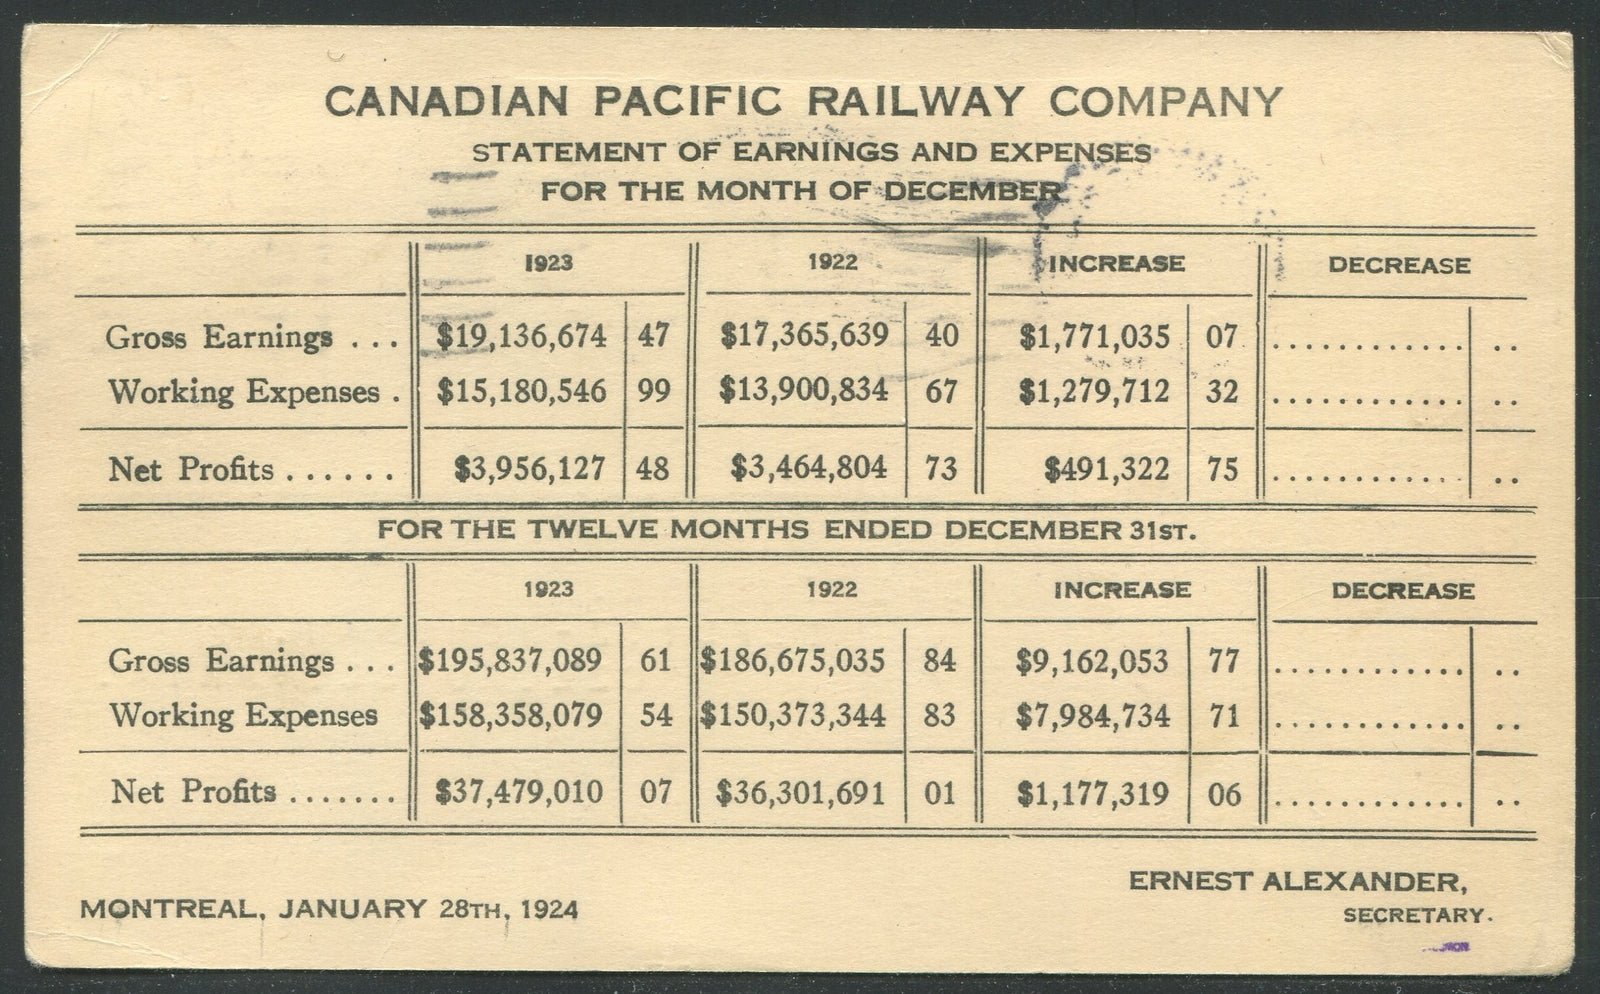 CANADIAN PACIFIC RAILWAY COMPANY
STATEMENT OF EARNINGS AND EXPENSES
FOR THE MONTH OF DECEMBER
1923 1922 INCREASE DECREASE
Gross Earnings ... $19,136,674 47 $17,365,639 40 $1,771,035 07 ............ ..
Working Expenses . $15,180,546 99 $13,900,834 67 $1,279,712 32 ............ ..
Net Profits ...... $3,956,127 48 $3,464,804 73 $491,322 75 ............ ..
FOR THE TWELVE MONTHS ENDED DECEMBER 31ST.
1923 1922 INCREASE DECREASE
Gross Earnings ... $195,837,089 61 $186,675,035 84 $9,162,053 77 ............ ..
Working Expenses $158,358,079 54 $150,373,344 83 $7,984,734 71 ............ ..
Net Profits ....... $37,479,010 07 $36,301,691 01 $1,177,319 06 ............ ..
ERNEST ALEXANDER,
MONTREAL, JANUARY 28TH, 1924 SECRETARY.